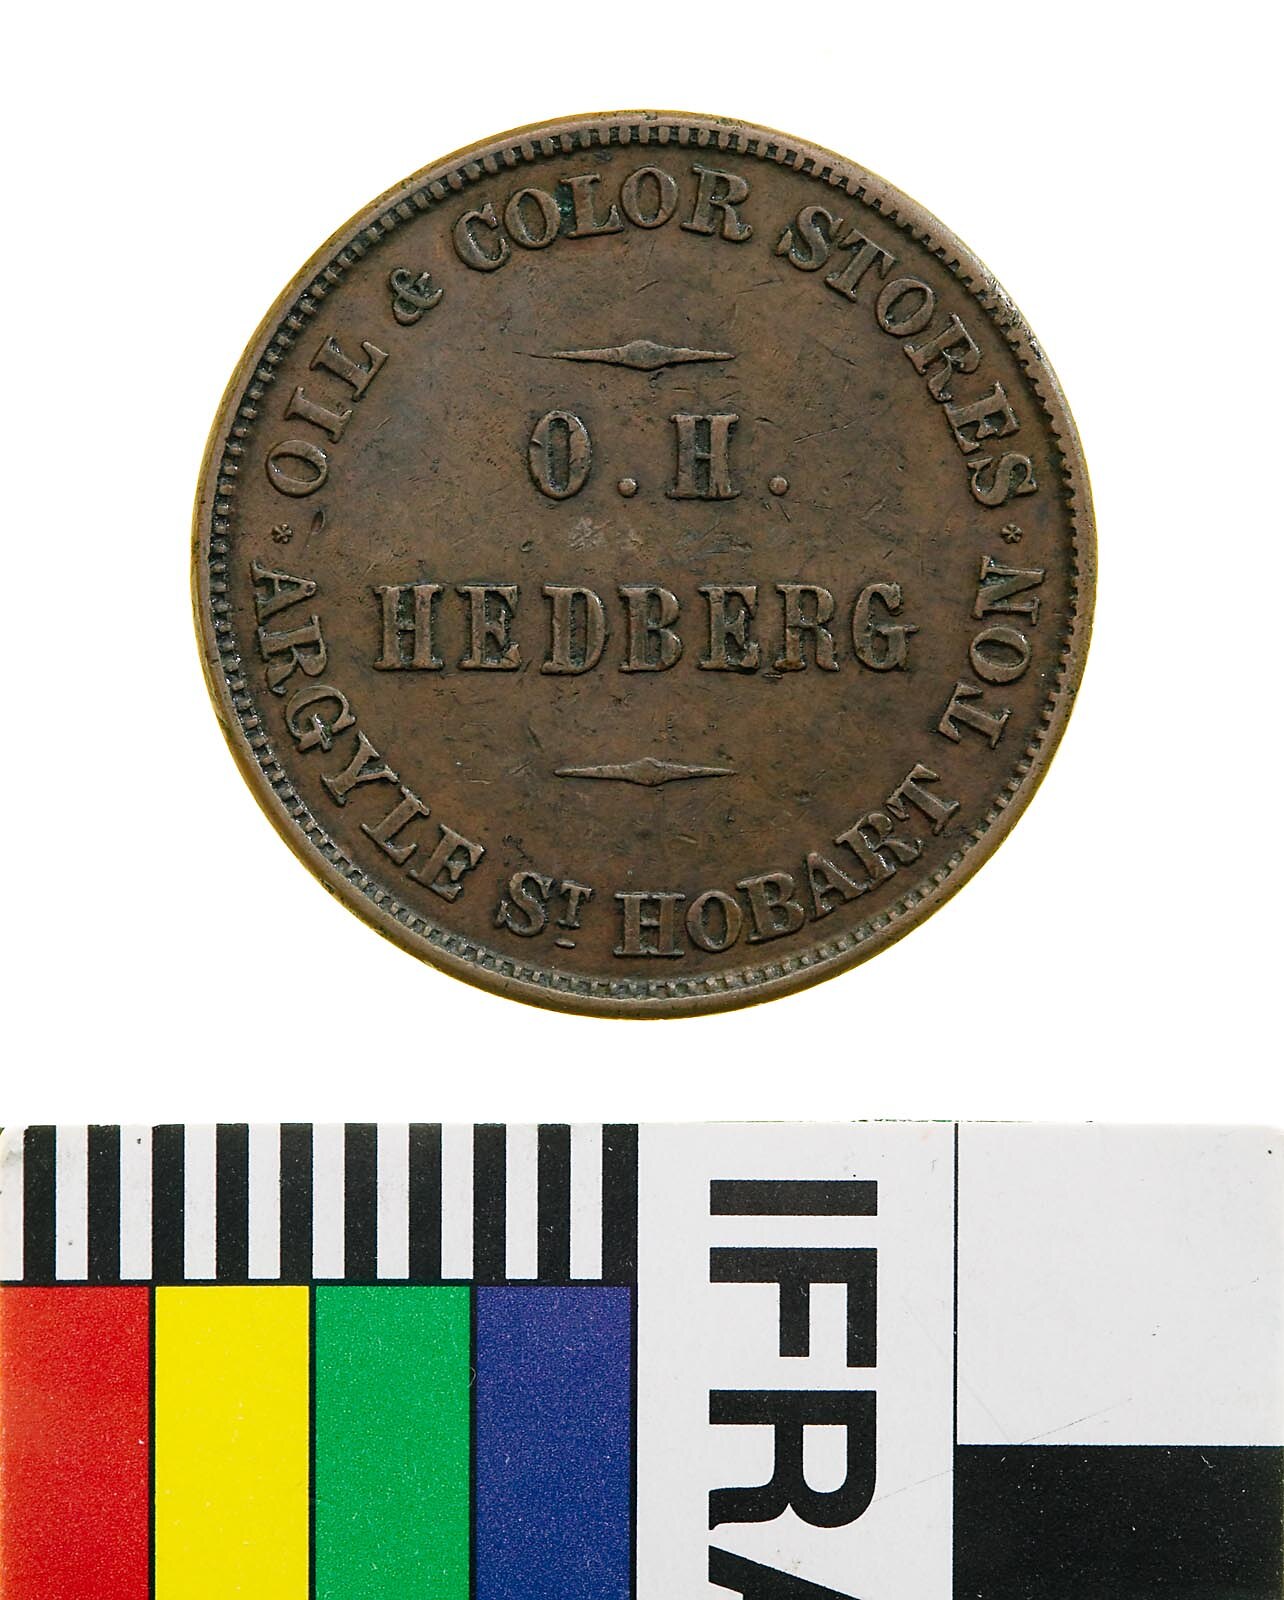 OIL & COLOR STORES
O. H.
HEDBERG
* ARGYLE ST HOBART TON *
IFRA